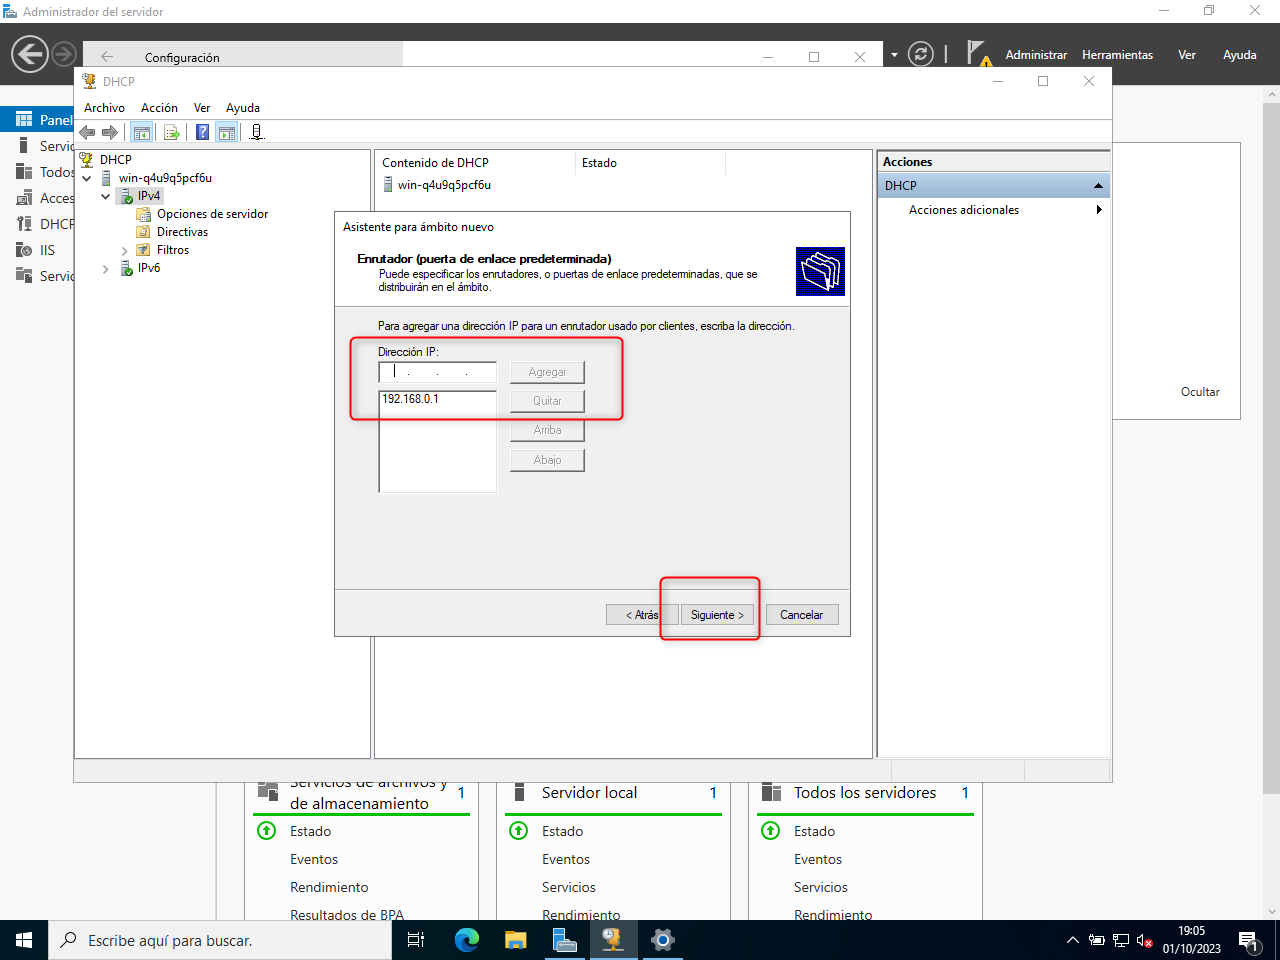 Administrador del servidor
Configuración
Administrar
Herramientas
Ver
Ayuda
DHCP
Archivo
Acción
Ver
Ayuda
Panel
Servic
Todos
Acces
DHCP
IIS
Servic
DHCP
win-q4u9q5pcf6u
IPv4
Opciones de servidor
Directivas
Filtros
IPv6
Contenido de DHCP
Estado
win-q4u9q5pcf6u
Acciones
DHCP
Acciones adicionales
Asistente para ámbito nuevo
Enrutador (puerta de enlace predeterminada)
Puede especificar los enrutadores, o puertas de enlace predeterminadas, que se
distribuirán en el ámbito.
Para agregar una dirección IP para un enrutador usado por clientes, escriba la dirección.
Dirección IP:
. . .
Agregar
192.168.0.1
Quitar
Arriba
Abajo
< Atrás
Siguiente >
Cancelar
Ocultar
Servicios de archivos y
de almacenamiento
1
Estado
Eventos
Rendimiento
Resultados de BPA
Servidor local
1
Estado
Eventos
Servicios
Rendimiento
Todos los servidores
1
Estado
Eventos
Servicios
Rendimiento
Escribe aquí para buscar.
19:05
01/10/2023
1